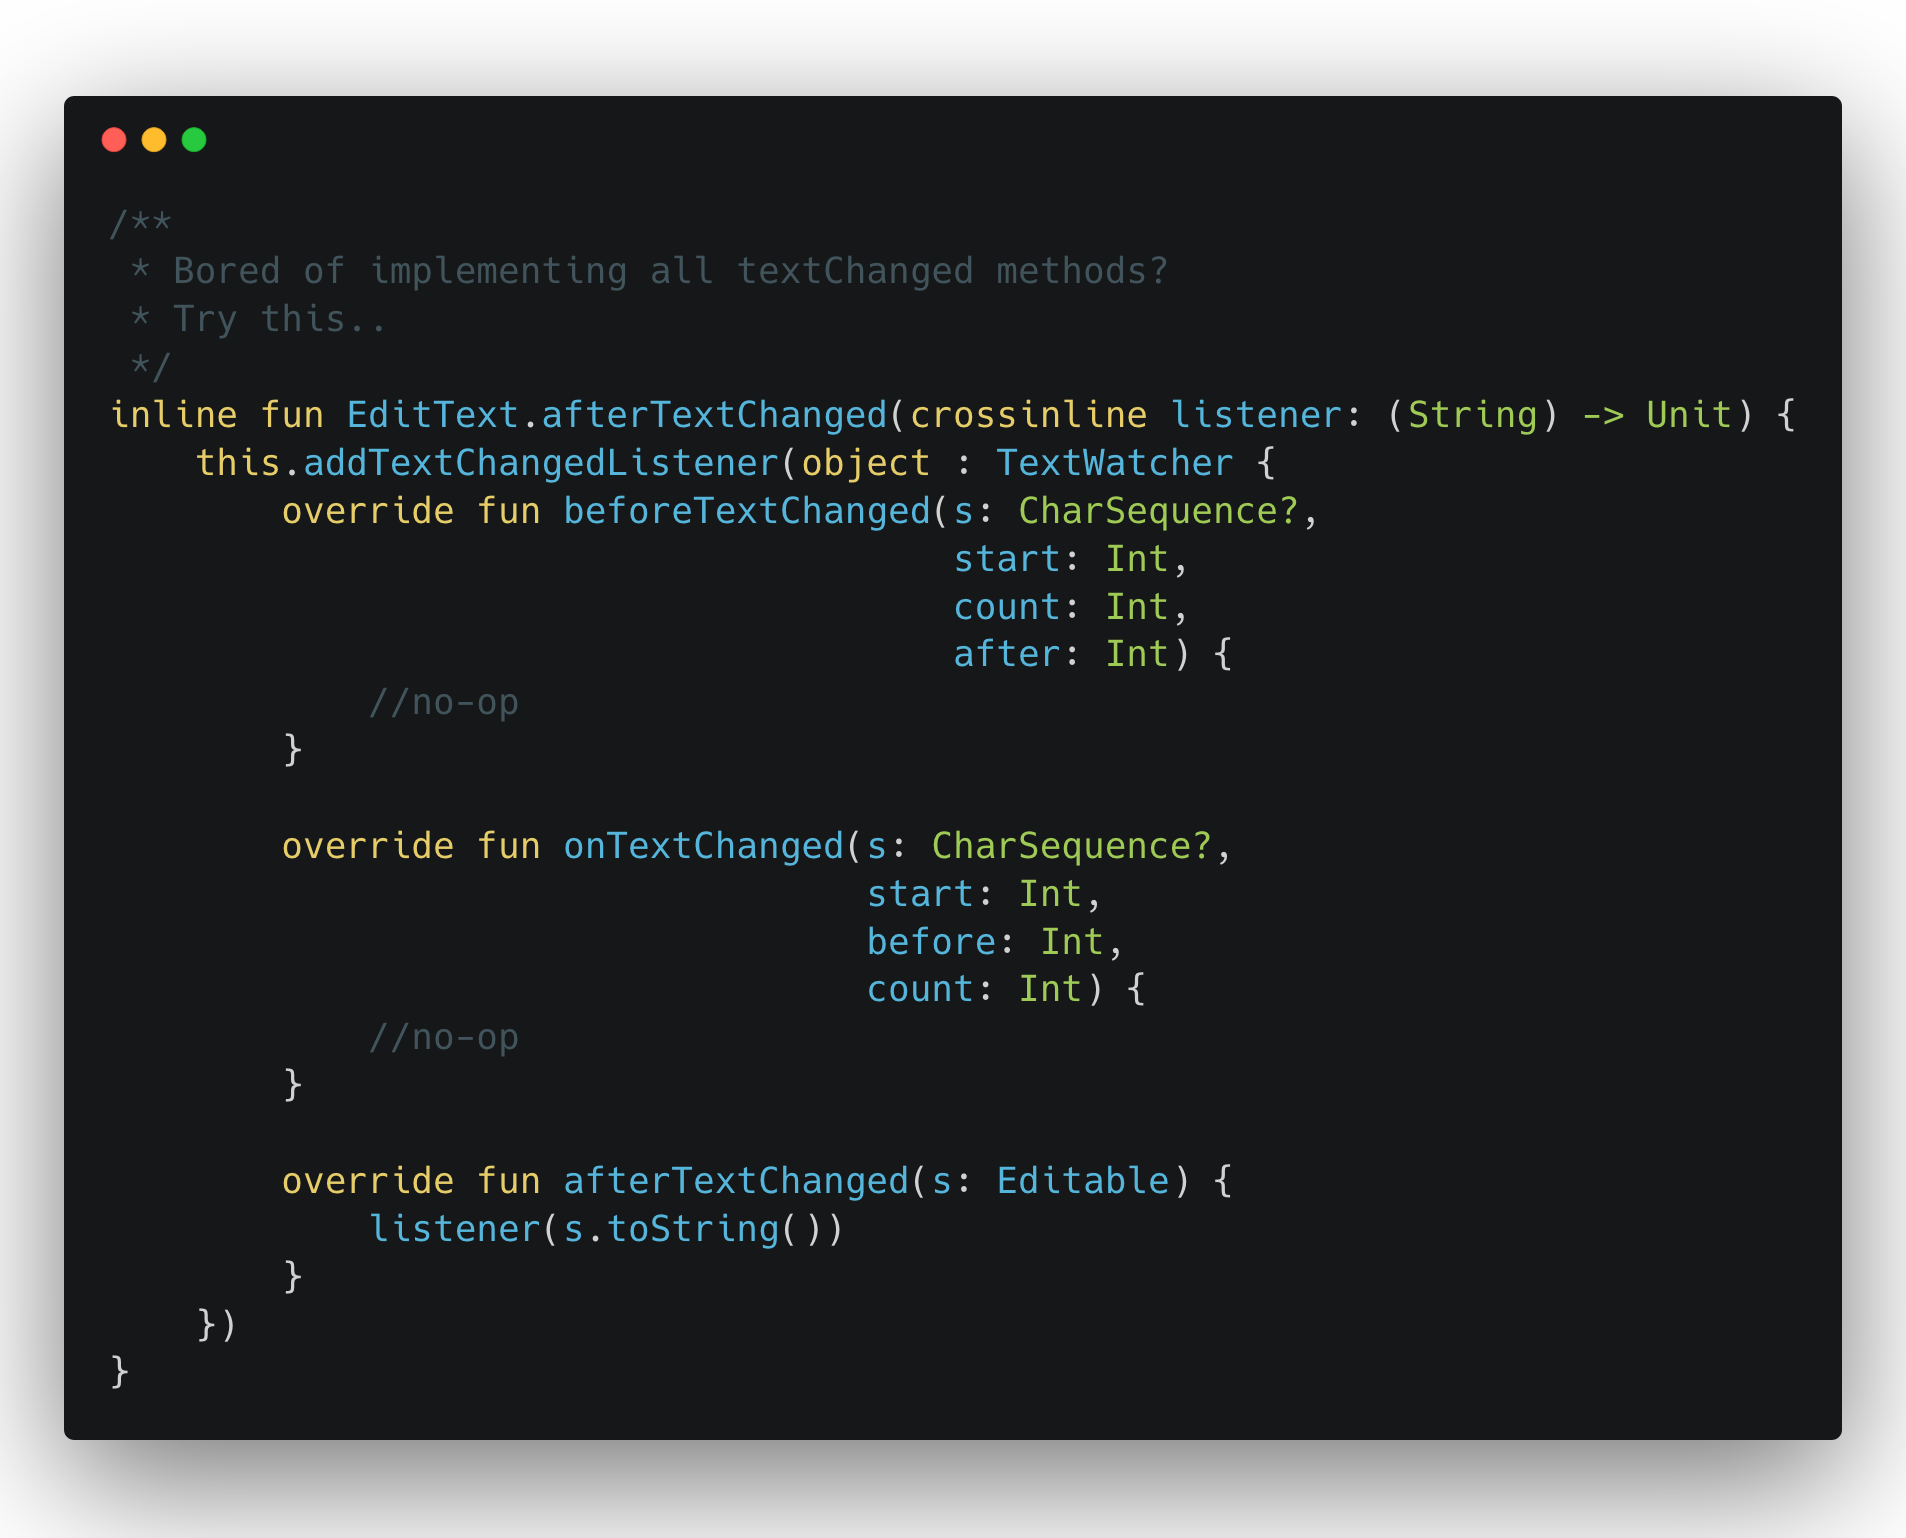 /**
 * Bored of implementing all textChanged methods?
 * Try this..
 */
inline fun EditText.afterTextChanged(crossinline listener: (String) -> Unit) {
    this.addTextChangedListener(object : TextWatcher {
        override fun beforeTextChanged(s: CharSequence?,
                                       start: Int,
                                       count: Int,
                                       after: Int) {
            //no-op
        }

        override fun onTextChanged(s: CharSequence?,
                                   start: Int,
                                   before: Int,
                                   count: Int) {
            //no-op
        }

        override fun afterTextChanged(s: Editable) {
            listener(s.toString())
        }
    })
}